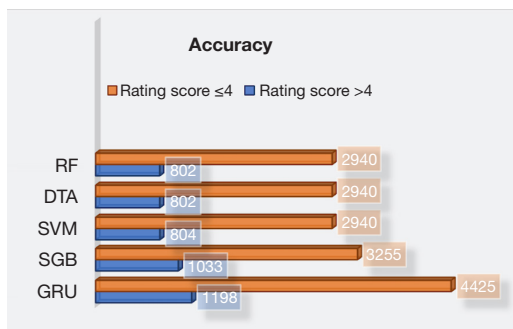 Accuracy
Rating score ≤4 Rating score >4
RF 2940
802
DTA 2940
802
SVM 2940
804
SGB 3255
1033
GRU 4425
1198